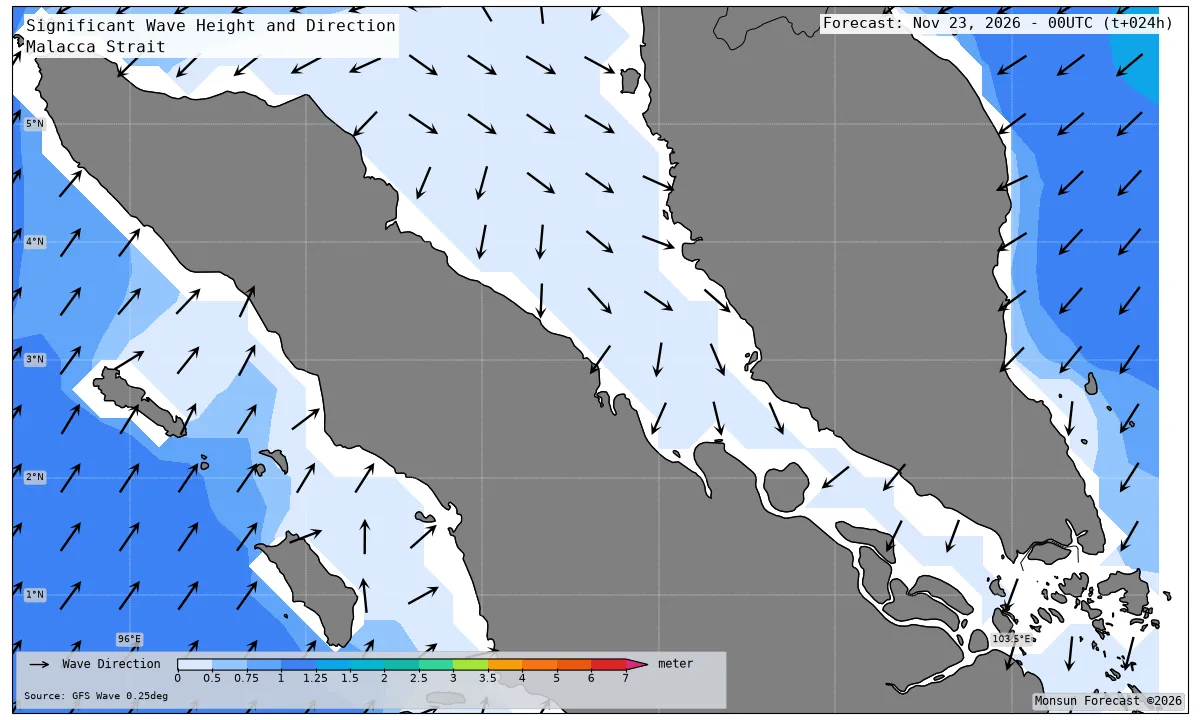 Significant Wave Height and Direction
Malacca Strait
Forecast: Nov 23, 2026 - 00UTC (t+024h)
5°N
4°N
3°N
2°N
1°N
96°E
103.5°E
Wave Direction
meter
0 0.5 0.75 1 1.25 1.5 2 2.5 3 3.5 4 5 6 7
Source: GFS Wave 0.25deg
Monsun Forecast ©2026